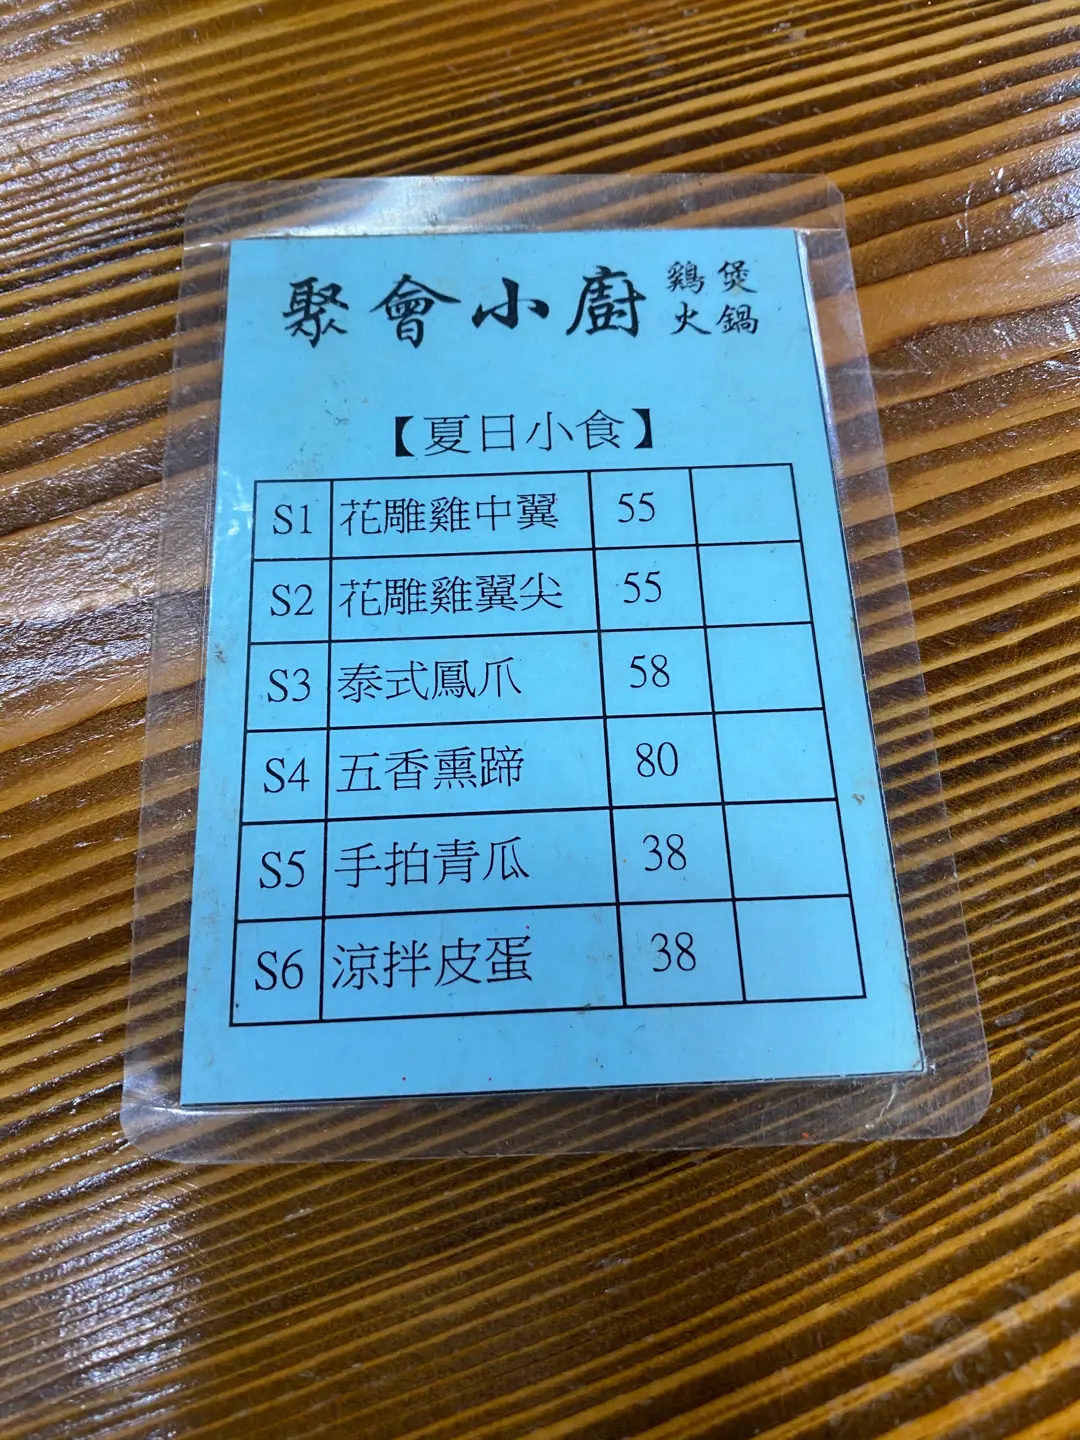 聚會小廚 鷄煲
火鍋
【夏日小食】
S1 花雕雞中翼 55
S2 花雕雞翼尖 55
S3 泰式鳳爪 58
S4 五香熏蹄 80
S5 手拍青瓜 38
S6 涼拌皮蛋 38